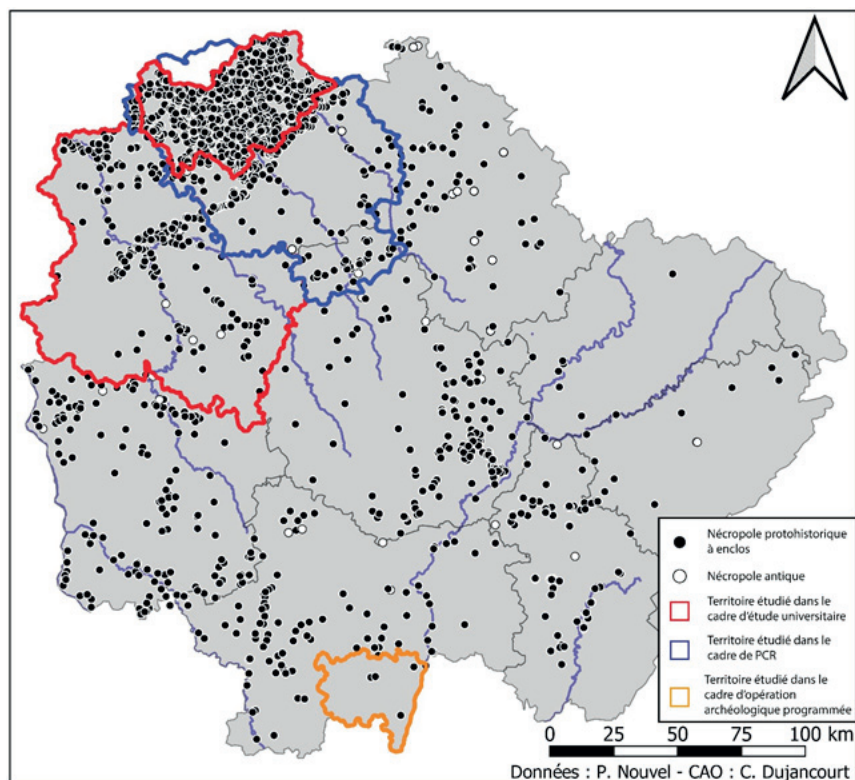 Nécropole protohistorique
à enclos
Nécropole antique
Territoire étudié dans le
cadre d'étude universitaire
Territoire étudié dans le
cadre de PCR
Territoire étudié dans le
cadre d'opération
archéologique programmée
0 25 50 75 100 km
Données : P. Nouvel - CAO : C. Dujancourt